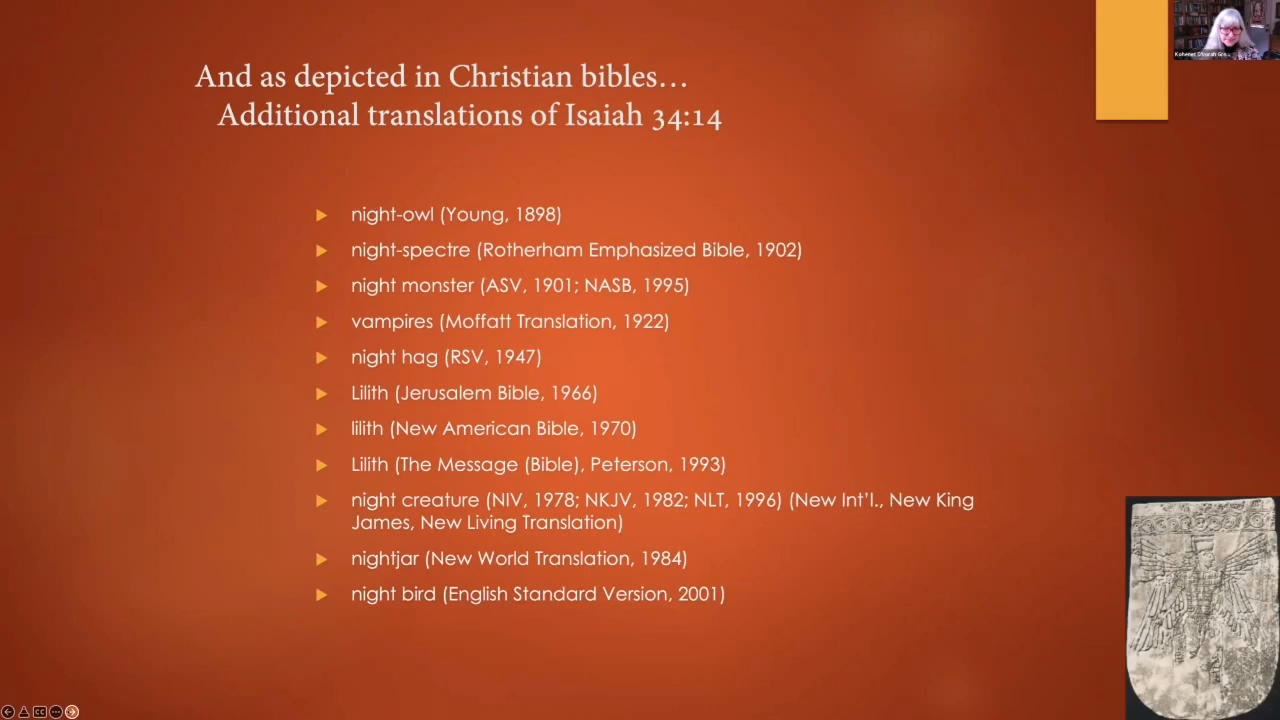 Kohenet D'vorah
And as depicted in Christian bibles…
Additional translations of Isaiah 34:14
night-owl (Young, 1898)
night-spectre (Rotherham Emphasized Bible, 1902)
night monster (ASV, 1901; NASB, 1995)
vampires (Moffatt Translation, 1922)
night hag (RSV, 1947)
Lilith (Jerusalem Bible, 1966)
lilith (New American Bible, 1970)
Lilith (The Message (Bible), Peterson, 1993)
night creature (NIV, 1978; NKJV, 1982; NLT, 1996) (New Int’l., New King
James, New Living Translation)
nightjar (New World Translation, 1984)
night bird (English Standard Version, 2001)
CC